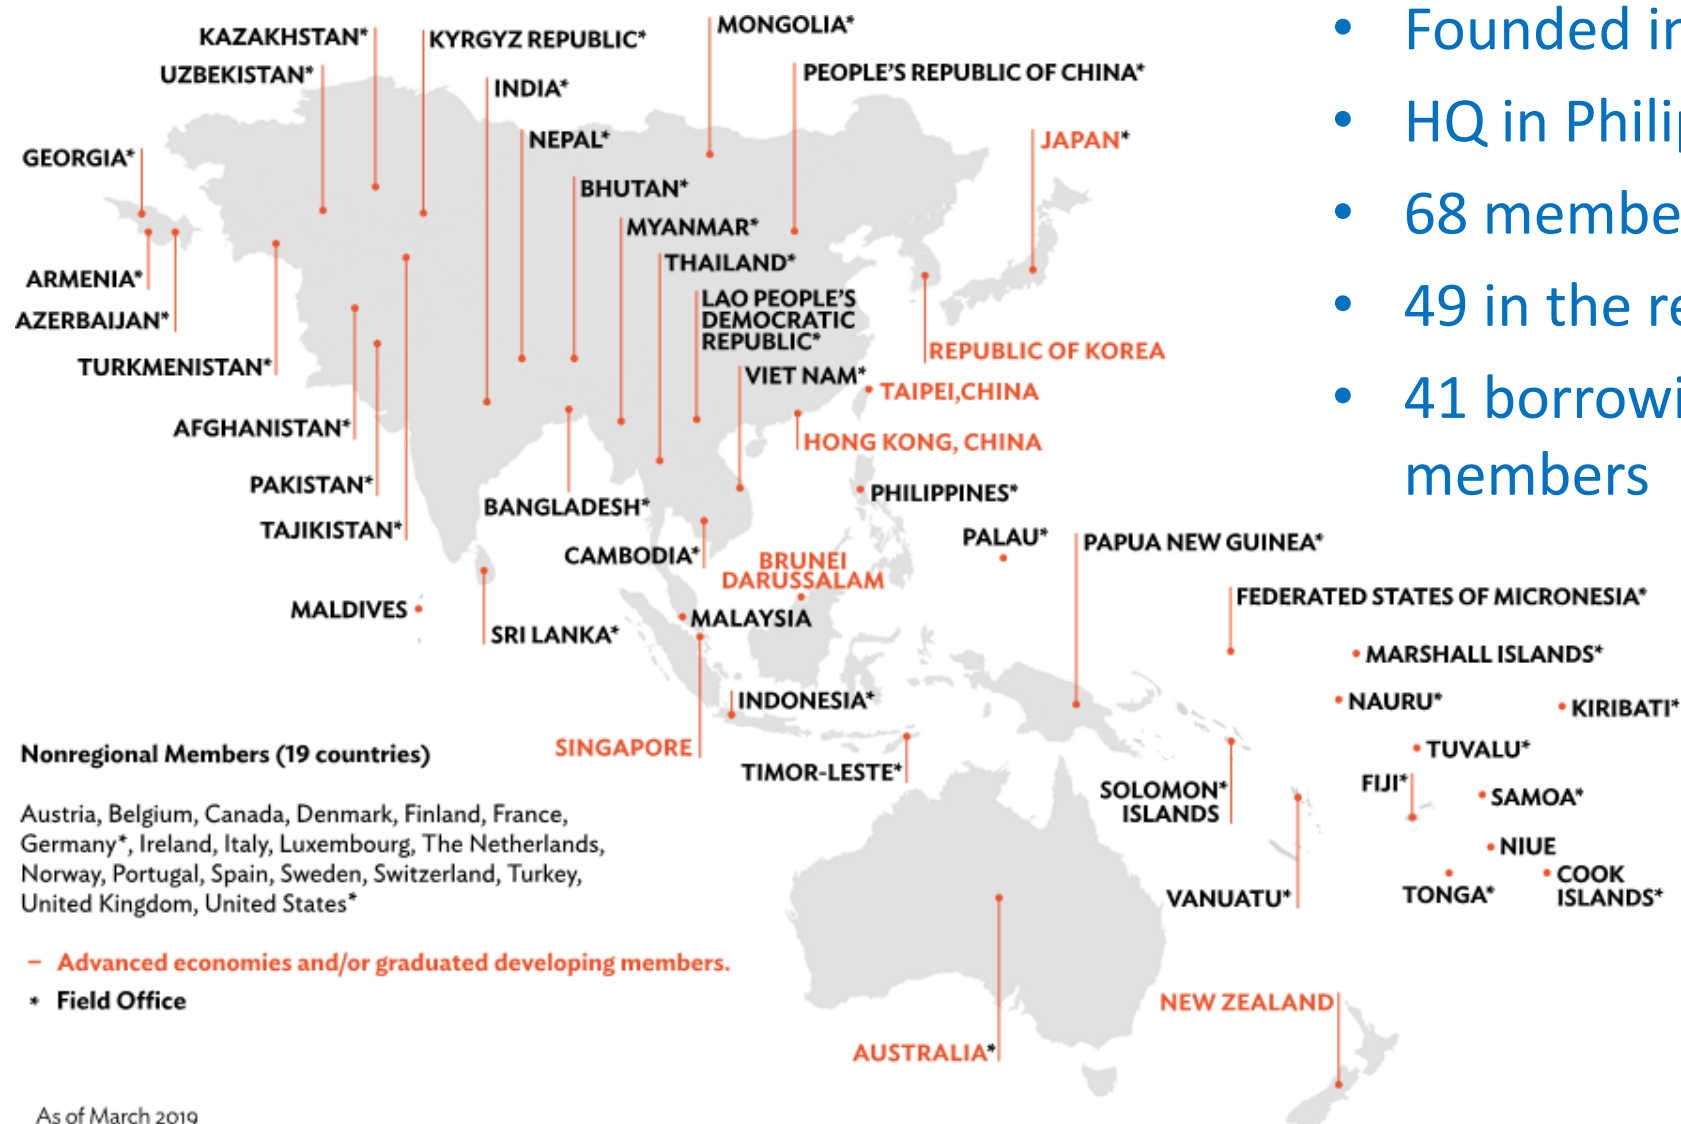 KAZAKHSTAN*
KYRGYZ REPUBLIC*
MONGOLIA*
UZBEKISTAN*
INDIA*
PEOPLE'S REPUBLIC OF CHINA*
NEPAL*
JAPAN*
GEORGIA*
BHUTAN*
MYANMAR*
THAILAND*
ARMENIA*
LAO PEOPLE'S
DEMOCRATIC
REPUBLIC*
AZERBAIJAN*
REPUBLIC OF KOREA
TURKMENISTAN*
VIET NAM*
TAIPEI,CHINA
AFGHANISTAN*
HONG KONG, CHINA
PAKISTAN*
PHILIPPINES*
BANGLADESH*
TAJIKISTAN*
PALAU*
PAPUA NEW GUINEA*
CAMBODIA*
BRUNEI
DARUSSALAM
FEDERATED STATES OF MICRONESIA*
MALDIVES
MALAYSIA
SRI LANKA*
MARSHALL ISLANDS*
INDONESIA*
NAURU*
KIRIBATI*
SINGAPORE
TUVALU*
TIMOR-LESTE*
FIJI*
SOLOMON*
ISLANDS
SAMOA*
NIUE
VANUATU*
TONGA*
COOK
ISLANDS*
NEW ZEALAND
AUSTRALIA*
Nonregional Members (19 countries)
Austria, Belgium, Canada, Denmark, Finland, France,
Germany*, Ireland, Italy, Luxembourg, The Netherlands,
Norway, Portugal, Spain, Sweden, Switzerland, Turkey,
United Kingdom, United States*
– Advanced economies and/or graduated developing members.
* Field Office
As of March 2019
• Founded
• HQ in
• 68
• 49 in the
• 41
members